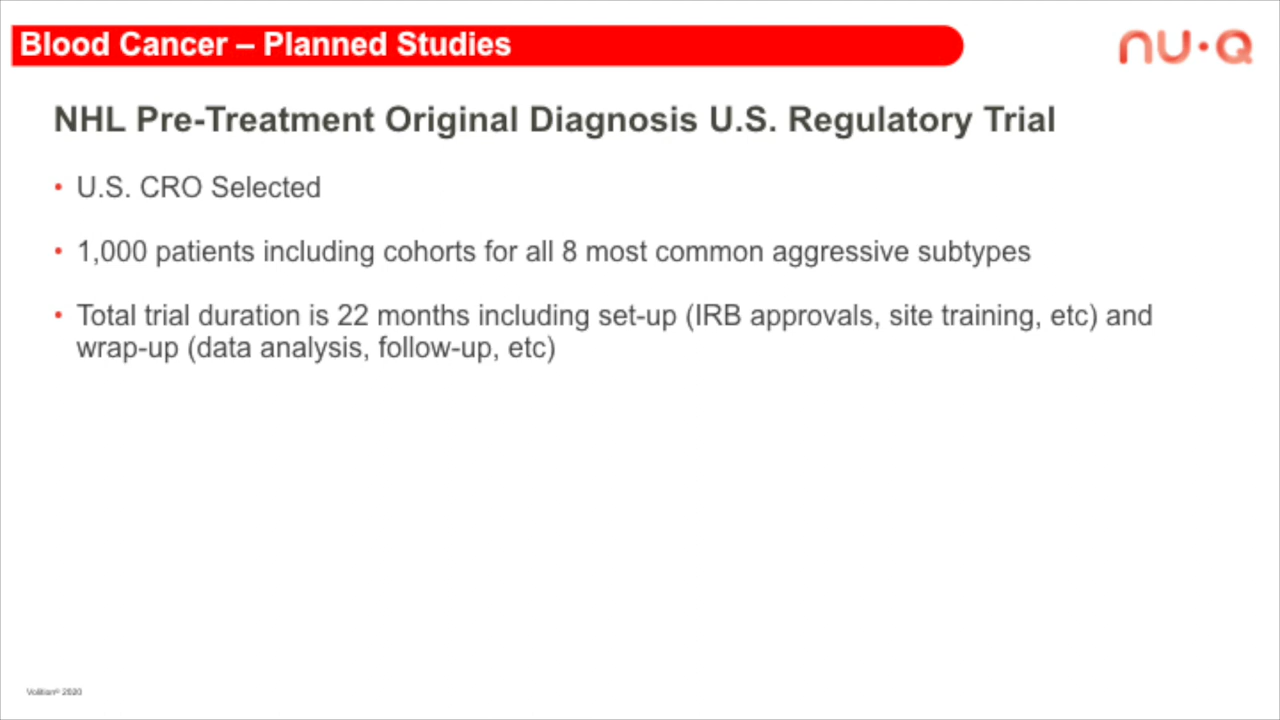 Blood Cancer – Planned Studies
nu·Q
NHL Pre-Treatment Original Diagnosis U.S. Regulatory Trial
• U.S. CRO Selected
• 1,000 patients including cohorts for all 8 most common aggressive subtypes
• Total trial duration is 22 months including set-up (IRB approvals, site training, etc) and
wrap-up (data analysis, follow-up, etc)
Volition® 2020